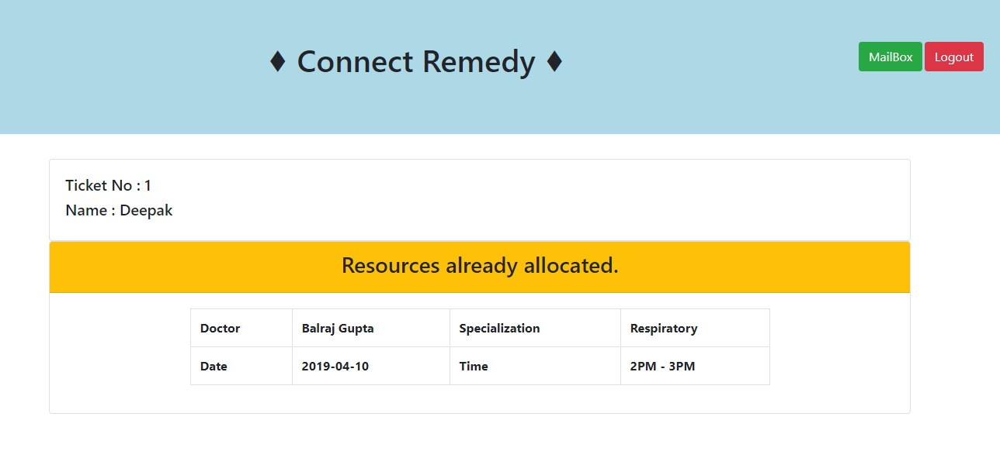 ♦ Connect Remedy ♦
MailBox Logout
Ticket No : 1
Name : Deepak
Resources already allocated.
Doctor Balraj Gupta Specialization Respiratory
Date 2019-04-10 Time 2PM - 3PM